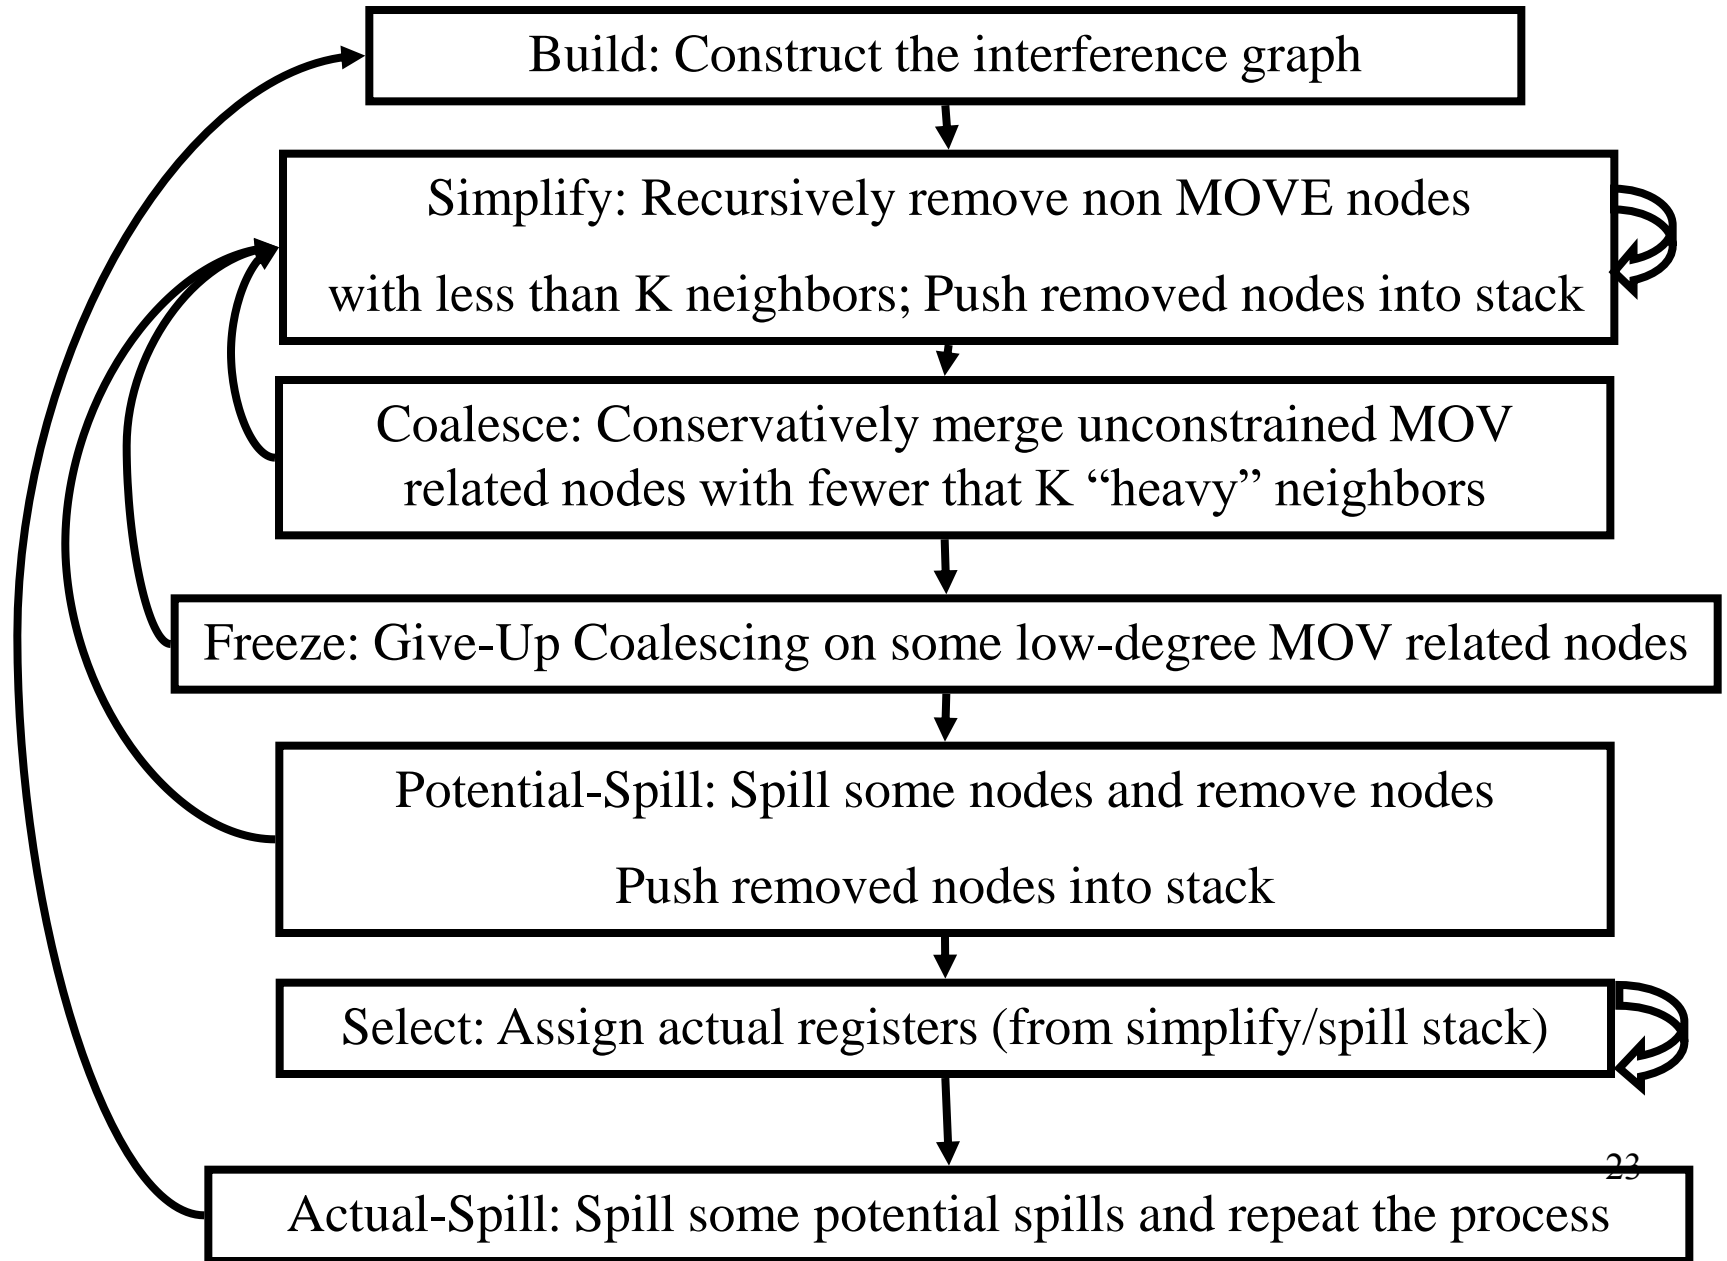 Build: Construct the interference graph
Simplify: Recursively remove non MOVE nodes
with less than K neighbors; Push removed nodes into stack
Coalesce: Conservatively merge unconstrained MOV
related nodes with fewer that K “heavy” neighbors
Freeze: Give-Up Coalescing on some low-degree MOV related nodes
Potential-Spill: Spill some nodes and remove nodes
Push removed nodes into stack
Select: Assign actual registers (from simplify/spill stack)
23
Actual-Spill: Spill some potential spills and repeat the process